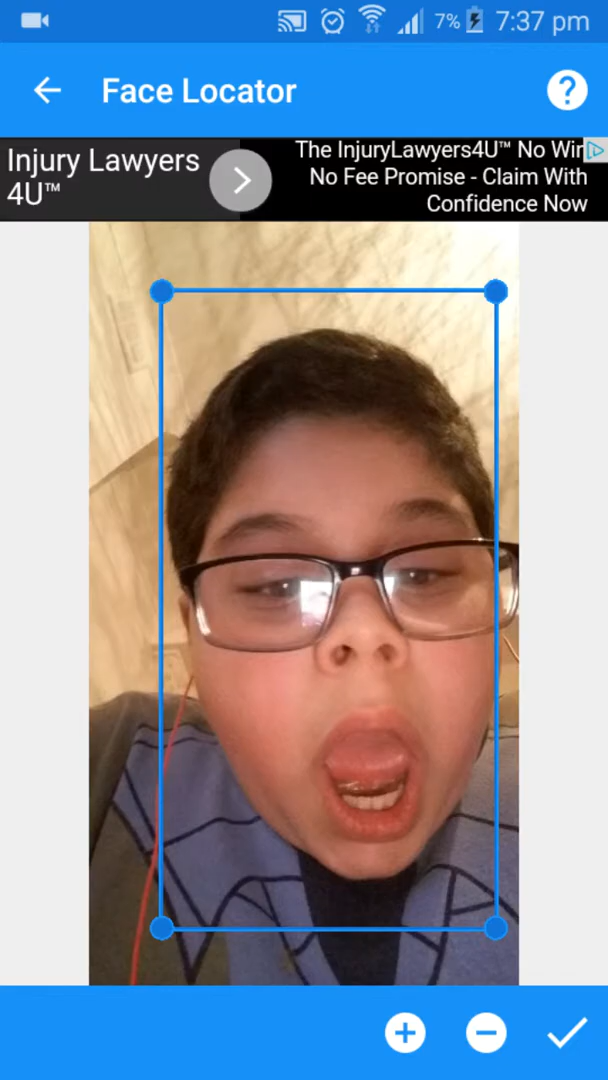 7% 7:37 pm
Face Locator
Injury Lawyers
4U™
The InjuryLawyers4U™ No Win
No Fee Promise - Claim With
Confidence Now